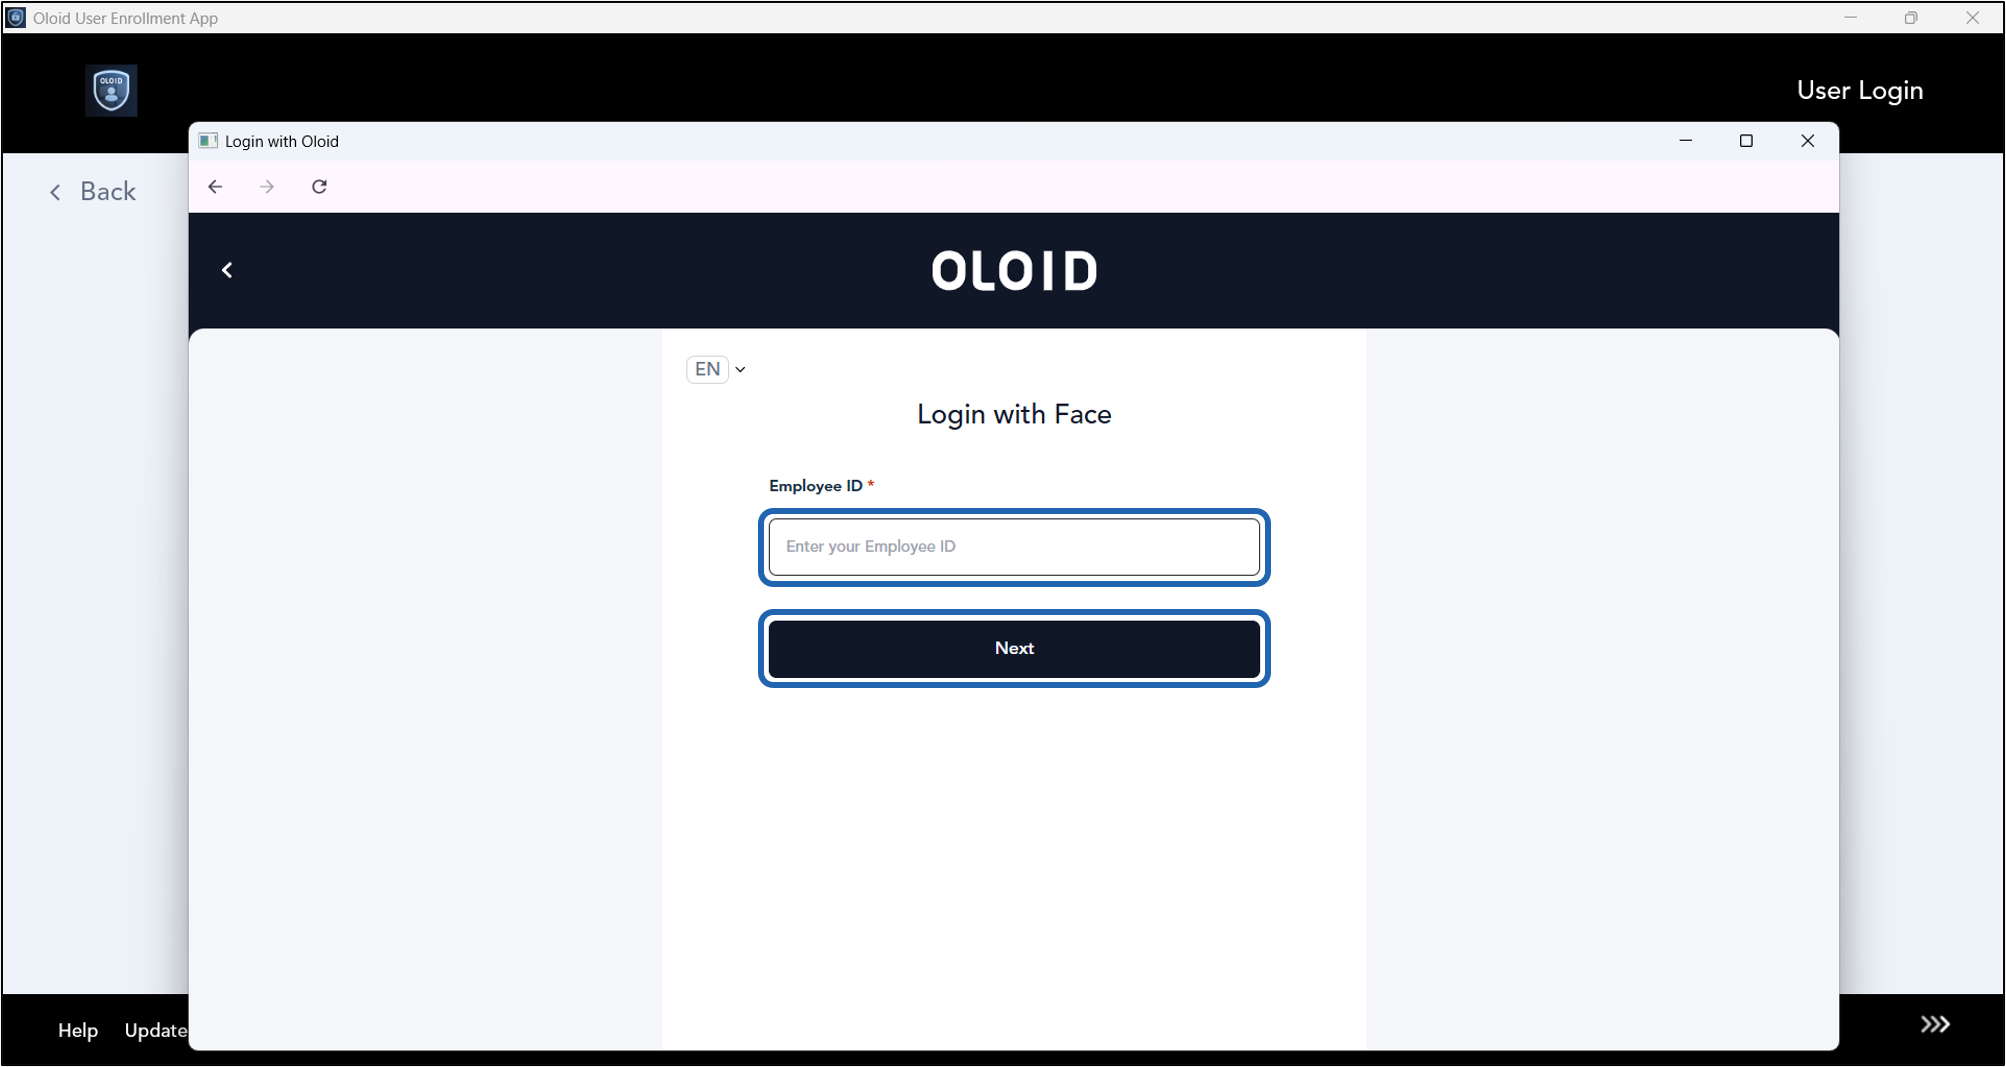 Oloid User Enrollment App
OLOID
User Login
Login with Oloid
Back
OLOID
EN
Login with Face
Employee ID *
Enter your Employee ID
Next
Help
Update